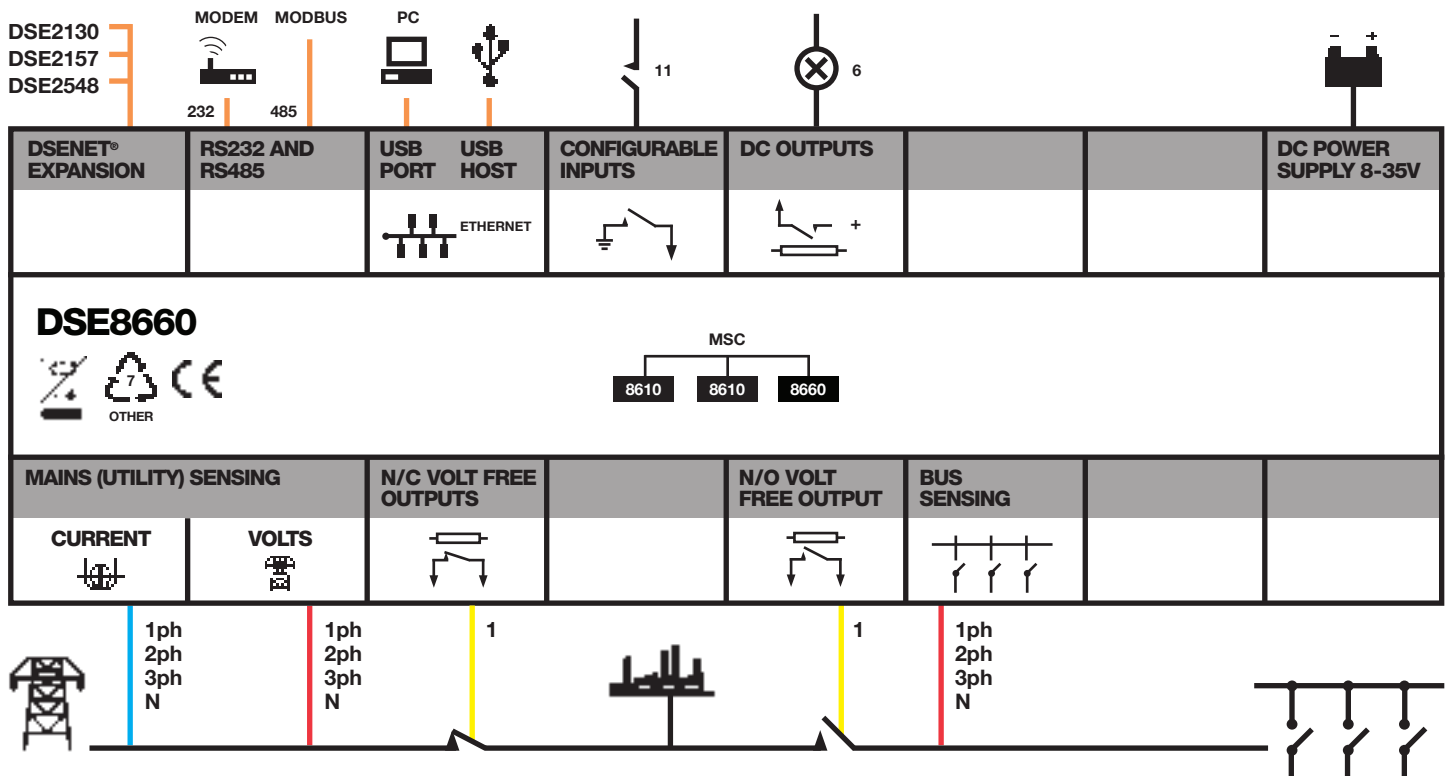 DSE2130
DSE2157
DSE2548
MODEM
MODBUS
PC
232
485
11
6
- +
DSENET®
EXPANSION
RS232 AND
RS485
USB
PORT
USB
HOST
CONFIGURABLE
INPUTS
DC OUTPUTS
DC POWER
SUPPLY 8-35V
ETHERNET
+
DSE8660
7
OTHER
CE
MSC
8610
8610
8660
MAINS (UTILITY) SENSING
N/C VOLT FREE
OUTPUTS
N/O VOLT
FREE OUTPUT
BUS
SENSING
CURRENT
VOLTS
1ph
2ph
3ph
N
1ph
2ph
3ph
N
1
1
1ph
2ph
3ph
N